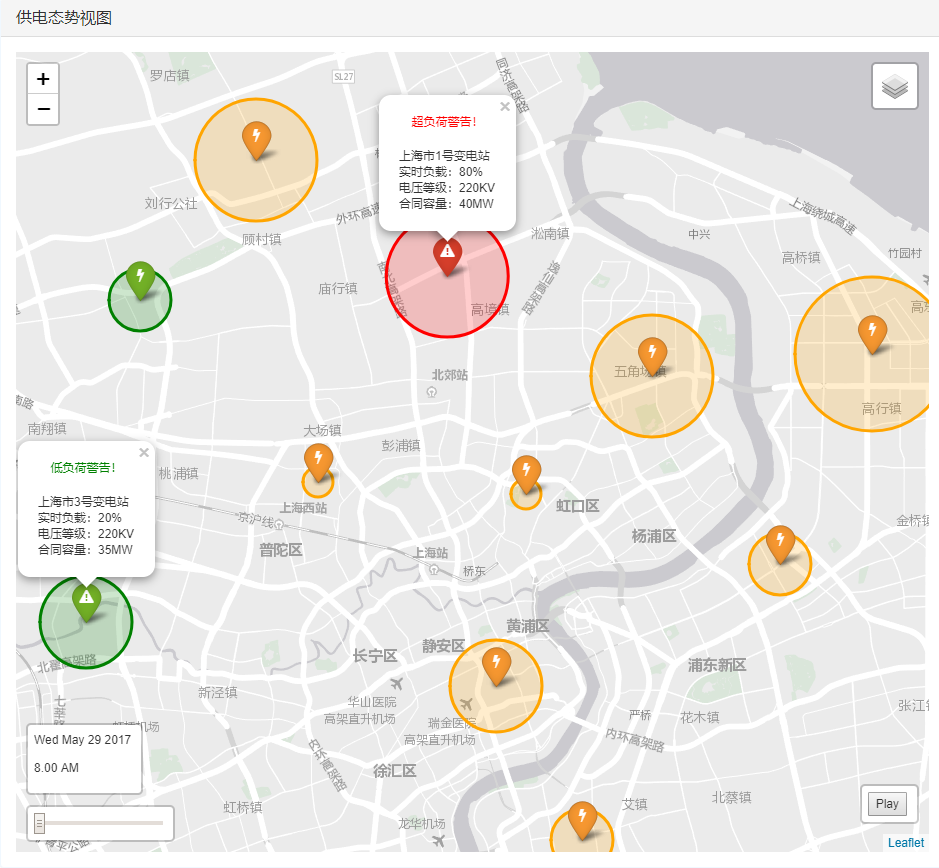 供电态势视图
+
−
罗店镇
SL27
同济高架路
超负荷警告!
上海市1号变电站
实时负载：80%
电压等级：220KV
合同容量：40MW
刘行公社
外环高速
上海绕城高速
顾村镇
淞南镇
中兴
高桥镇
竹园村
庙行镇
高境镇
逸仙高架路
北郊站
五角场镇
高行镇
南翔镇
大场镇
彭浦镇
桃浦镇
低负荷警告!
上海市3号变电站
实时负载：20%
电压等级：220KV
合同容量：35MW
上海西站
京沪线
虹口区
杨浦区
普陀区
上海站
桥东
黄浦区
静安区
长宁区
浦东新区
新泾镇
华山医院
高架直升机场
瑞金医院
高架直升机场
严桥
花木镇
内环高架路
内环高架路
徐汇区
Wed May 29 2017
8.00 AM
虹桥镇
龙华机场
艾镇
北蔡镇
Play
Leaflet